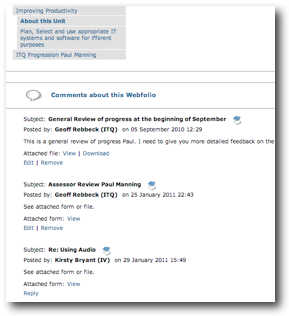 Improving Productivity
About this Unit
Plan, Select and use appropriate IT
systems and software for ifferent
purposes
ITQ Progression Paul Manning
Comments about this Webfolio
Subject: General Review of progress at the beginning of September
Posted by: Geoff Rebbeck (ITQ) on 05 September 2010 12:29
This is a general review of progress Paul. I need to give you more detailed feedback on the
Attached file: View | Download
Edit | Remove
Subject: Assessor Review Paul Manning
Posted by: Geoff Rebbeck (ITQ) on 25 January 2011 22:43
See attached form or file.
Attached form: View
Edit | Remove
Subject: Re: Using Audio
Posted by: Kirsty Bryant (IV) on 29 January 2011 15:49
See attached form or file.
Attached form: View
Reply